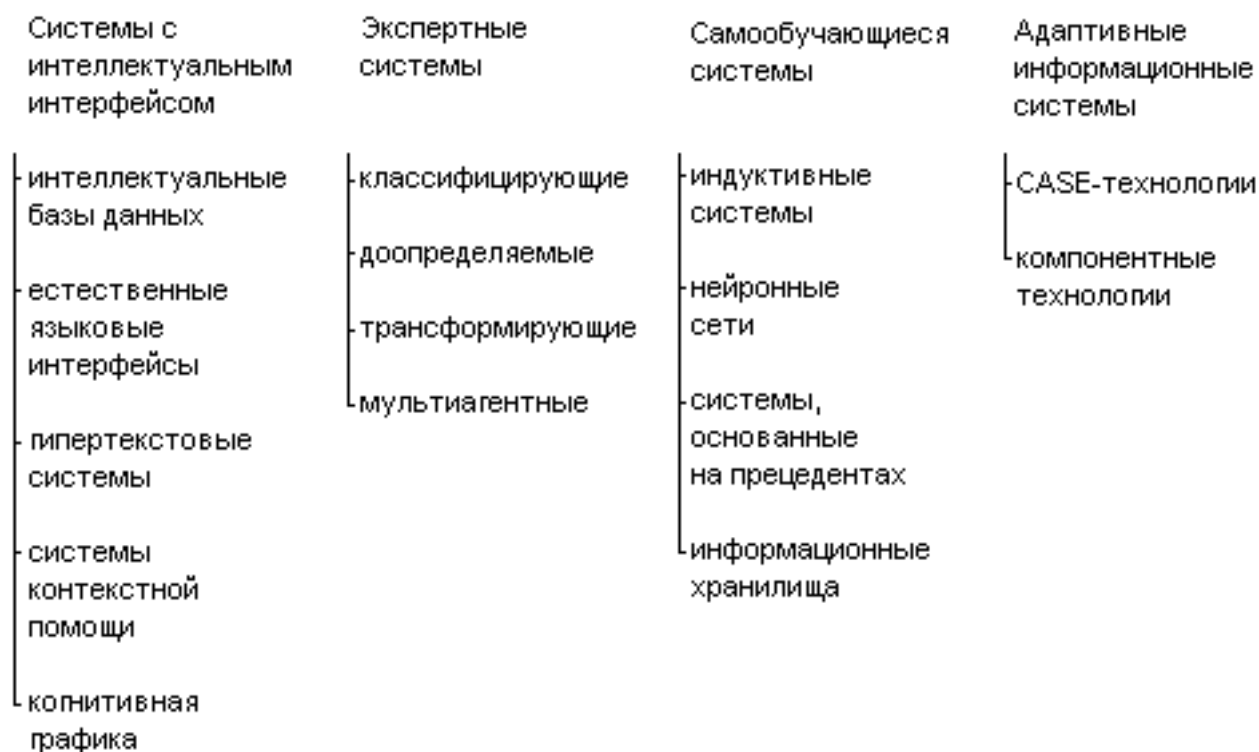 Системы с
интеллектуальным
интерфейсом
интеллектуальные
базы данных
естественные
языковые
интерфейсы
гипертекстовые
системы
системы
контекстной
помощи
когнитивная
графика
Экспертные
системы
классифицирующие
доопределяемые
трансформирующие
мультиагентные
Самообучающиеся
системы
индуктивные
системы
нейронные
сети
системы,
основанные
на прецедентах
информационные
хранилища
Адаптивные
информационные
системы
CASE-технологии
компонентные
технологии